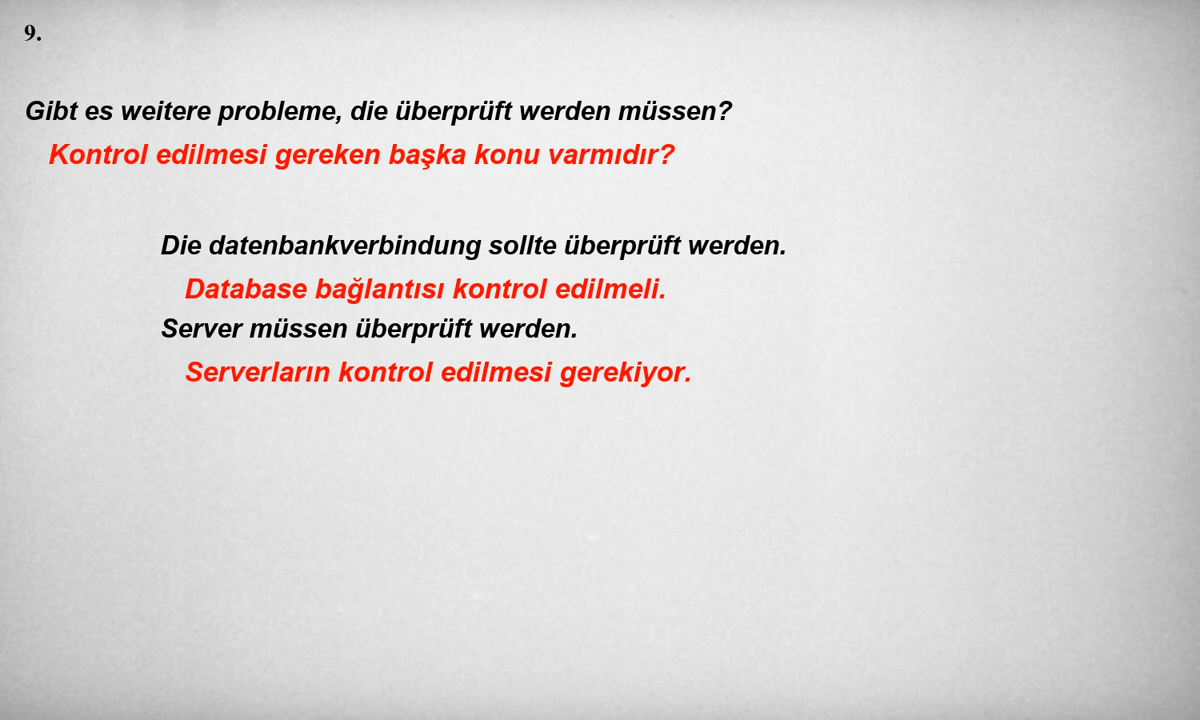 9.
Gibt es weitere probleme, die überprüft werden müssen?
Kontrol edilmesi gereken başka konu varmıdır?
Die datenbankverbindung sollte überprüft werden.
Database bağlantısı kontrol edilmeli.
Server müssen überprüft werden.
Serverların kontrol edilmesi gerekiyor.